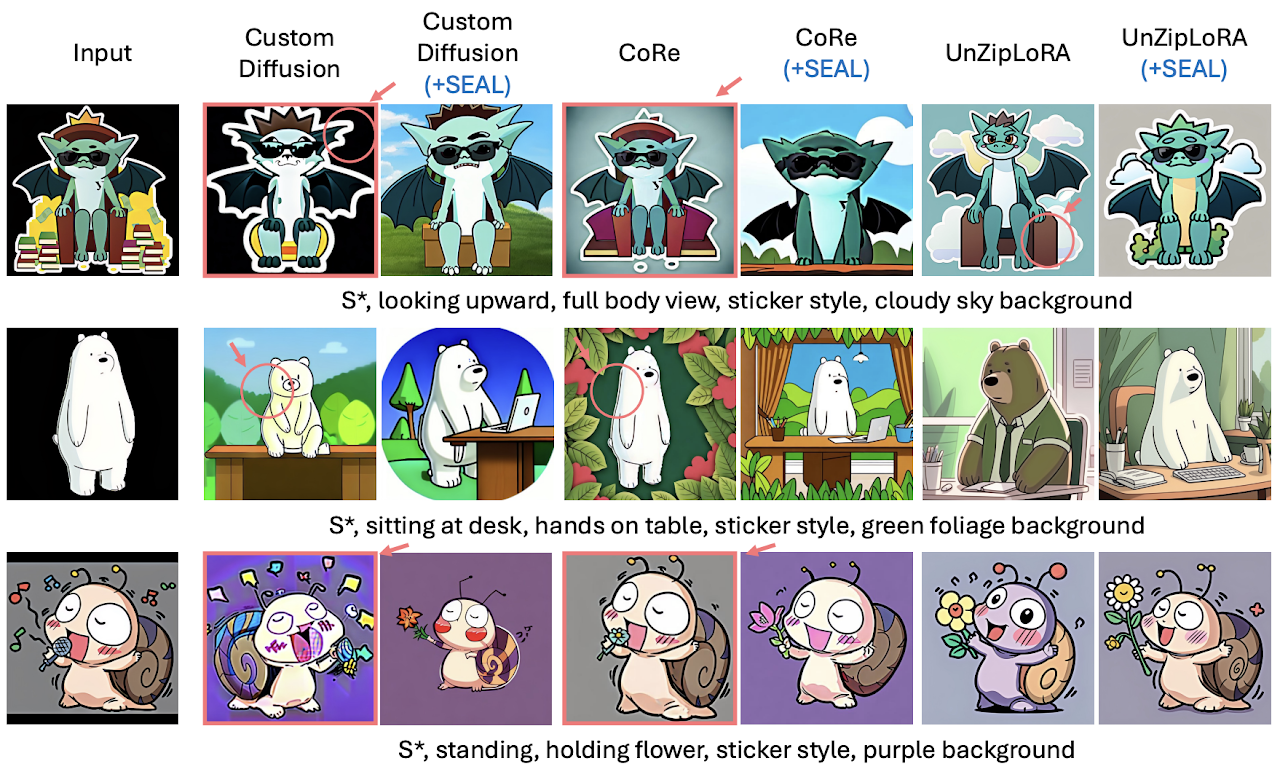 Input
Custom
Diffusion
Custom
Diffusion
(+SEAL)
CoRe
CoRe
(+SEAL)
UnZipLoRA
UnZipLoRA
(+SEAL)
S*, looking upward, full body view, sticker style, cloudy sky background
S*, sitting at desk, hands on table, sticker style, green foliage background
S*, standing, holding flower, sticker style, purple background